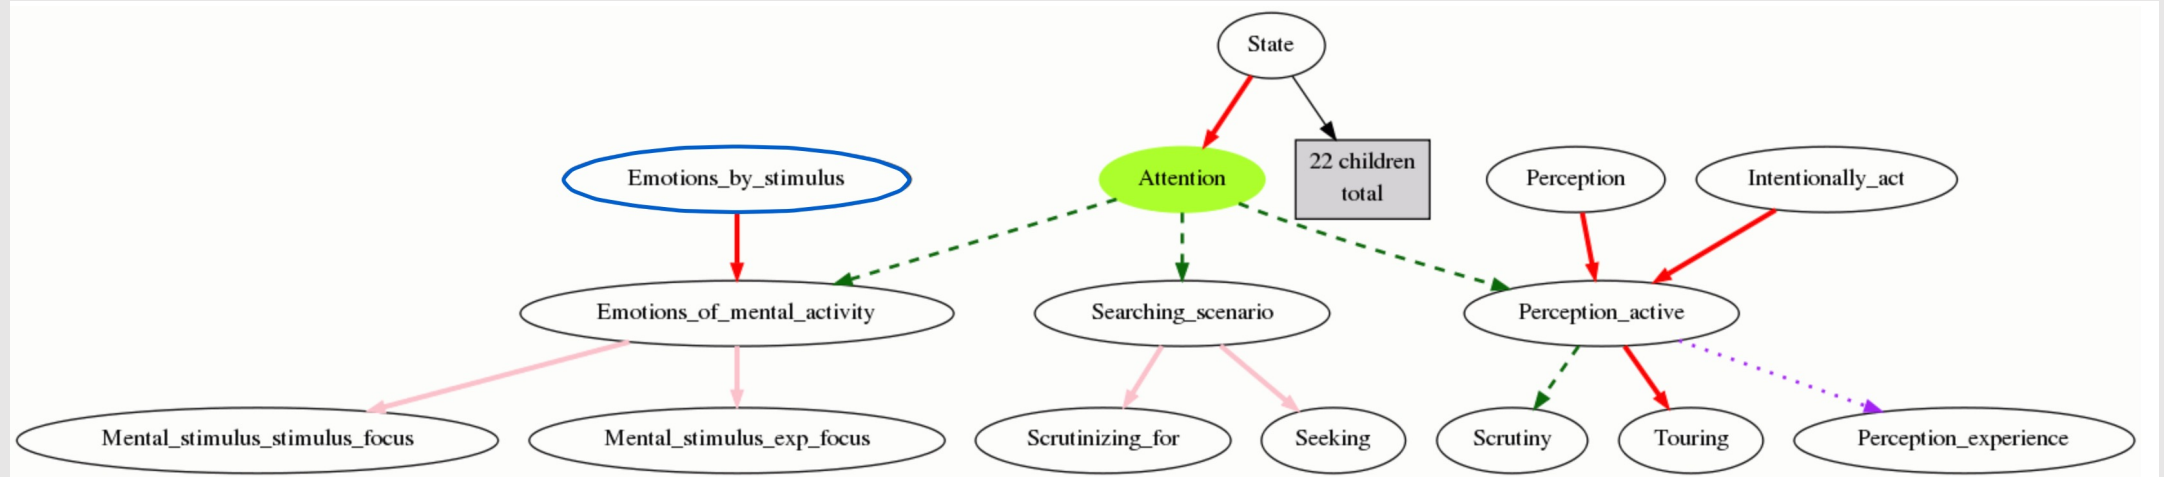 State
Emotions_by_stimulus
Attention
22 children
total
Perception
Intentionally_act
Emotions_of_mental_activity
Searching_scenario
Perception_active
Mental_stimulus_stimulus_focus
Mental_stimulus_exp_focus
Scrutinizing_for
Seeking
Scrutiny
Touring
Perception_experience